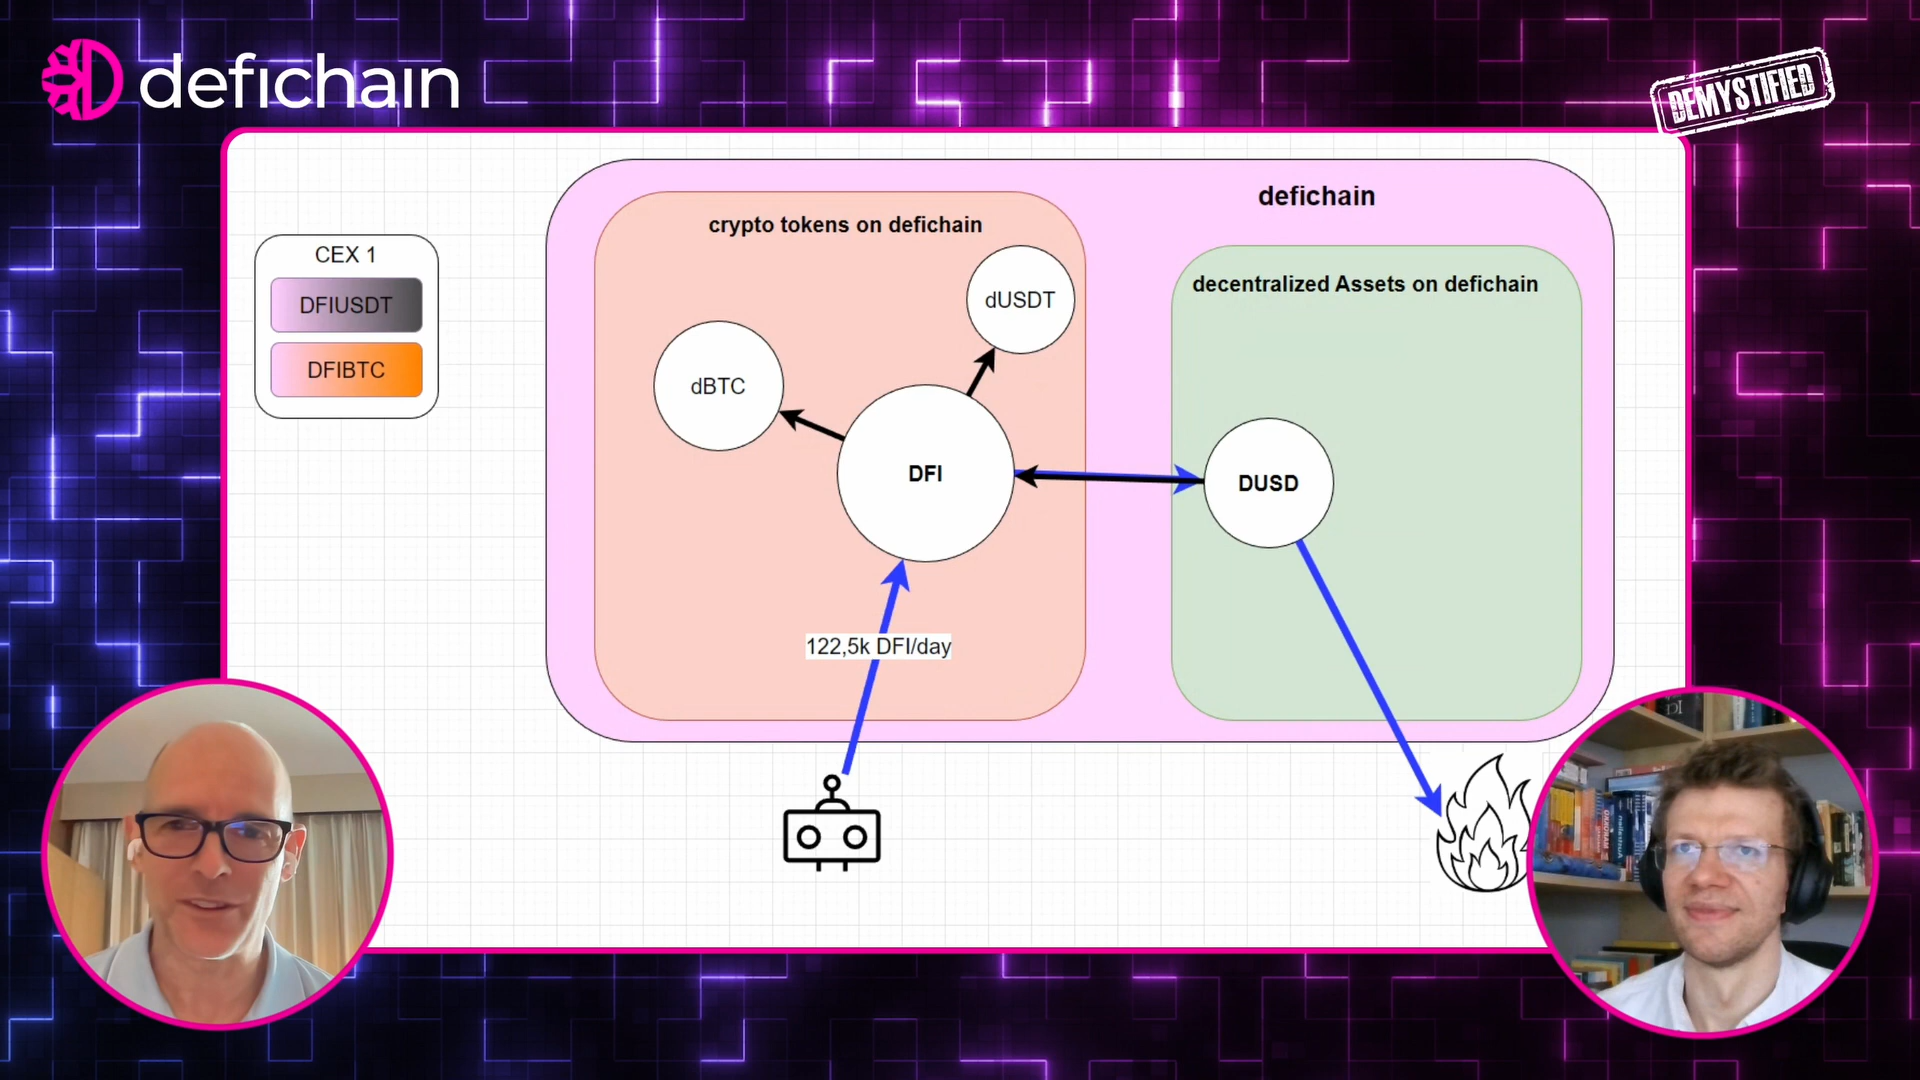 defichain
DEMYSTIFIED
defichain
crypto tokens on defichain
CEX 1
dUSDT
decentralized Assets on defichain
DFIUSDT
DFIBTC
dBTC
DFI
DUSD
122,5k DFI/day